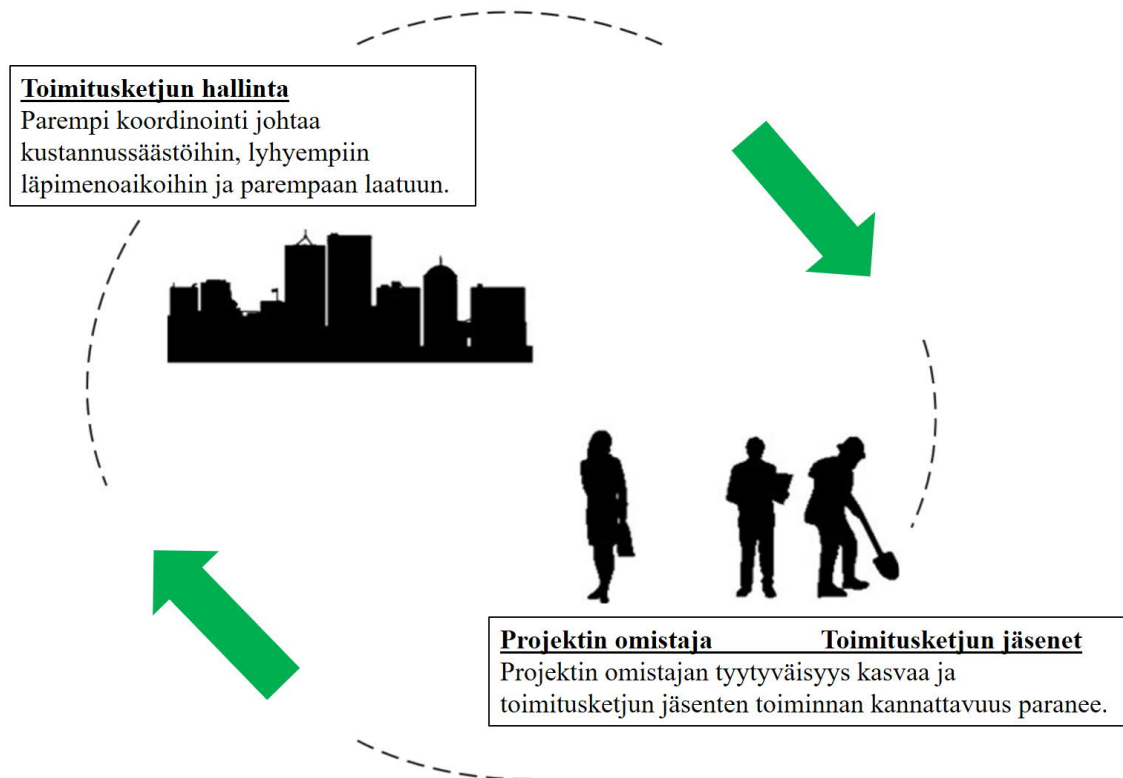 Toimitusketjun hallinta
Parempi koordinointi johtaa
kustannussäästöihin, lyhyempiin
läpimenoaikoihin ja parempaan laatuun.
Projektin omistaja Toimitusketjun jäsenet
Projektin omistajan tyytyväisyys kasvaa ja
toimitusketjun jäsenten toiminnan kannattavuus paranee.